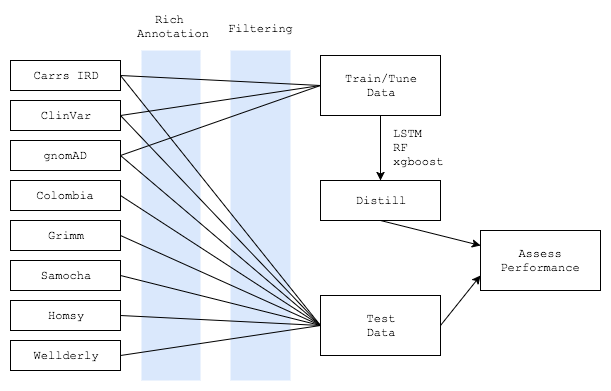 Rich
Annotation
Filtering
Carrs IRD
ClinVar
gnomAD
Colombia
Grimm
Samocha
Homsy
Wellderly
Train/Tune
Data
LSTM
RF
xgboost
Distill
Assess
Performance
Test
Data